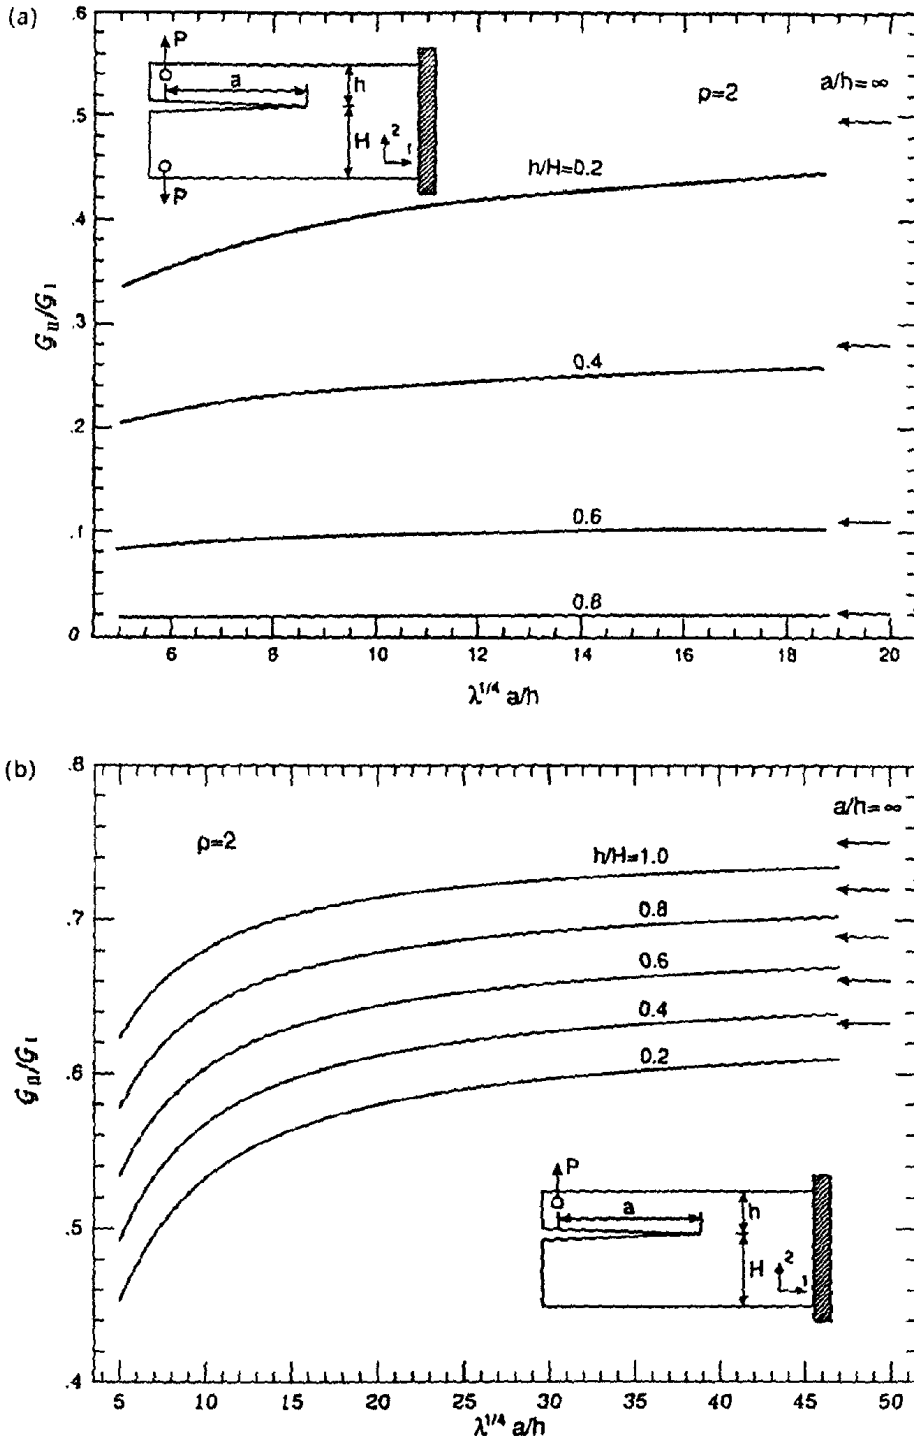 (a)
.6
.5
.4
.3
.2
.1
0
G_II/G_I
P
a
h
H
2
1
P
ρ=2
a/h=∞
h/H=0.2
0.4
0.6
0.8
6 8 10 12 14 16 18 20
λ^{1/4} a/h
(b)
.8
.7
.6
.5
.4
G_II/G_I
ρ=2
a/h=∞
h/H=1.0
0.8
0.6
0.4
0.2
P
a
h
H
2
1
5 10 15 20 25 30 35 40 45 50
λ^{1/4} a/h